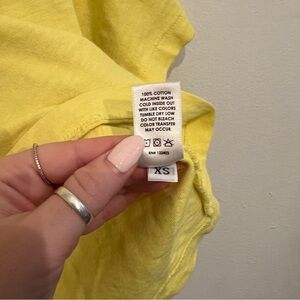 100% COTTON
MACHINE WASH
COLD INSIDE OUT
WITH LIKE COLORS
TUMBLE DRY LOW
DO NOT BLEACH
COLOR TRANSFER
MAY OCCUR
XS